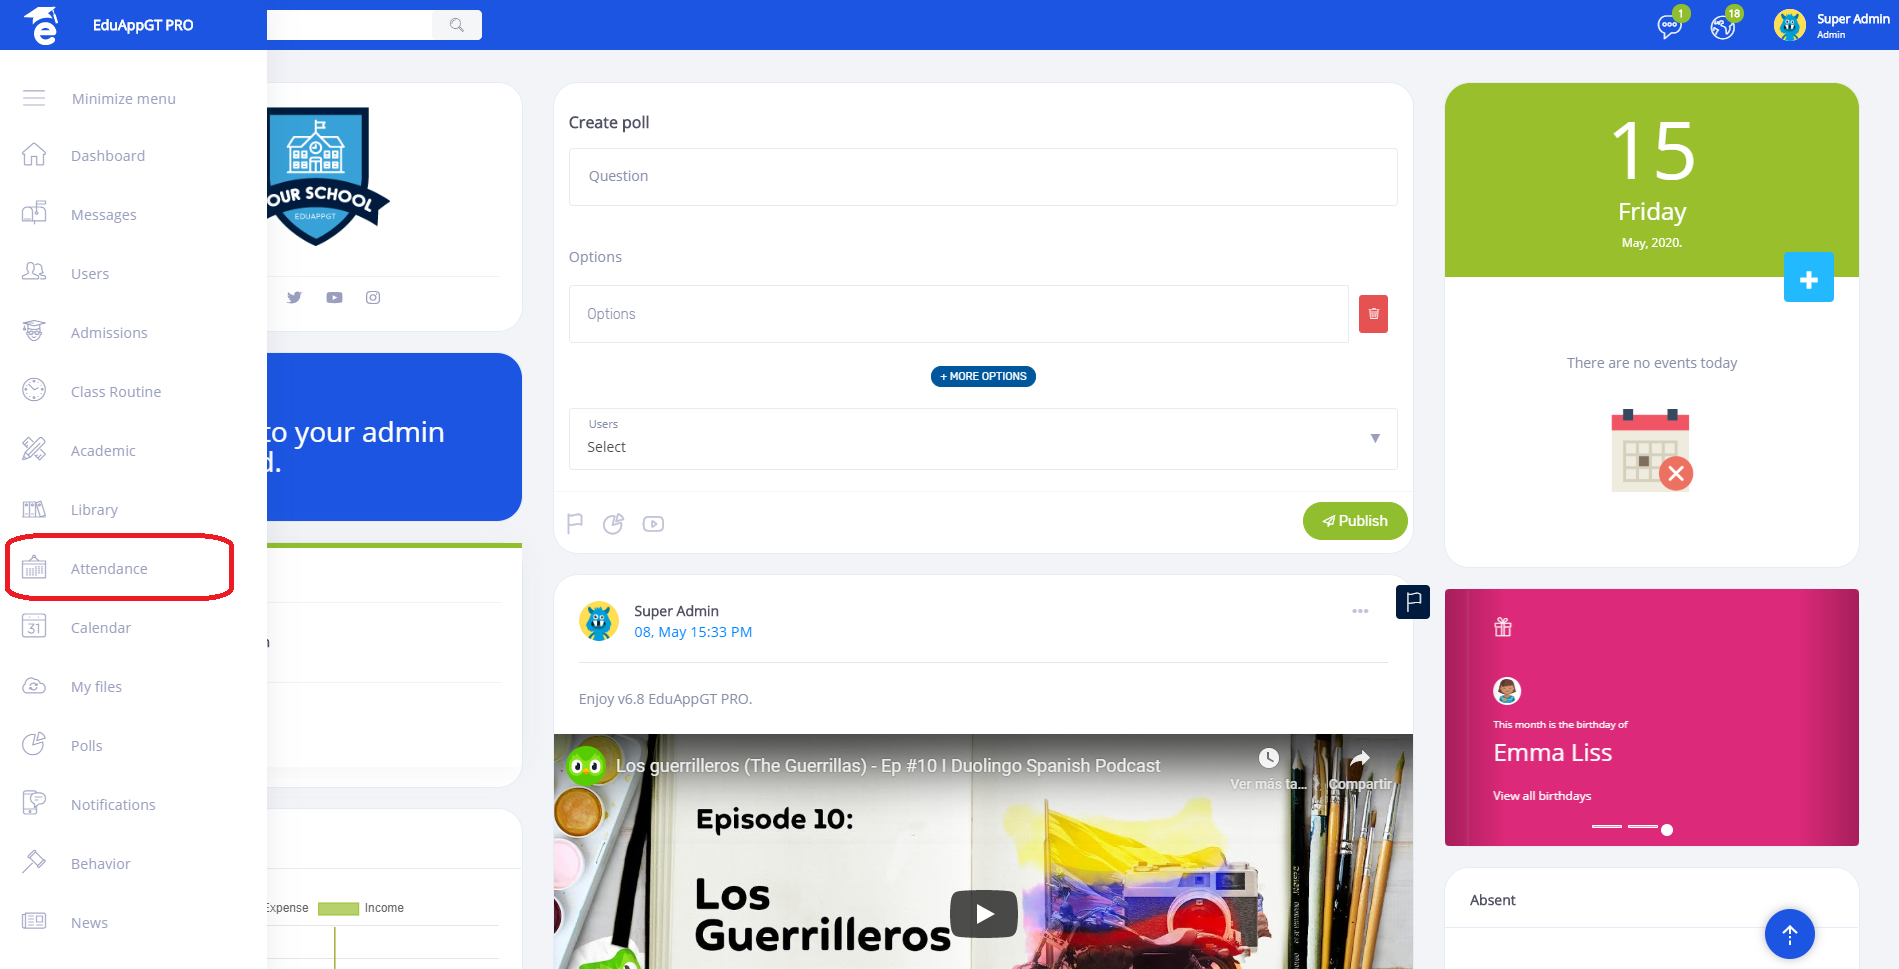 EduAppGT PRO
1
18
Super Admin
Admin
Minimize menu
Dashboard
Messages
Users
Admissions
Class Routine
Academic
Library
Attendance
Calendar
31
My files
Polls
Notifications
Behavior
News
OUR SCHOOL
EDUAPPGT
to your admin
d.
n
Expense
Income
Create poll
Question
Options
Options
+ MORE OPTIONS
Users
Select
Publish
Super Admin
08, May 15:33 PM
Enjoy v6.8 EduAppGT PRO.
Los guerrilleros (The Guerrillas) - Ep #10 I Duolingo Spanish Podcast
Ver más ta...
Compartir
Episode 10:
Los
Guerrilleros
15
Friday
May, 2020.
There are no events today
This month is the birthday of
Emma Liss
View all birthdays
Absent